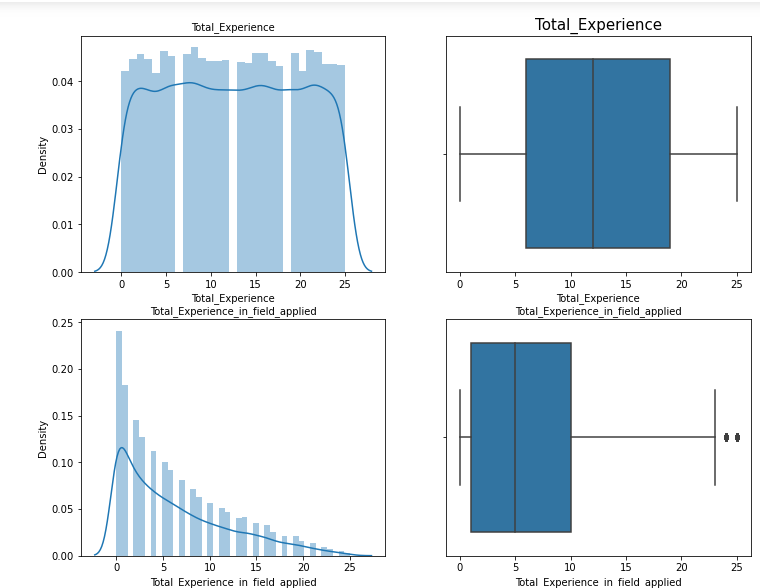 Total_Experience
Total_Experience
0.04
0.03
0.02
0.01
0.00
Density
0 5 10 15 20 25
0 5 10 15 20 25
Total_Experience
Total_Experience
Total_Experience_in_field_applied
Total_Experience_in_field_applied
0.25
0.20
0.15
0.10
0.05
0.00
Density
0 5 10 15 20 25
0 5 10 15 20 25
Total_Experience_in_field_applied
Total_Experience_in_field_applied